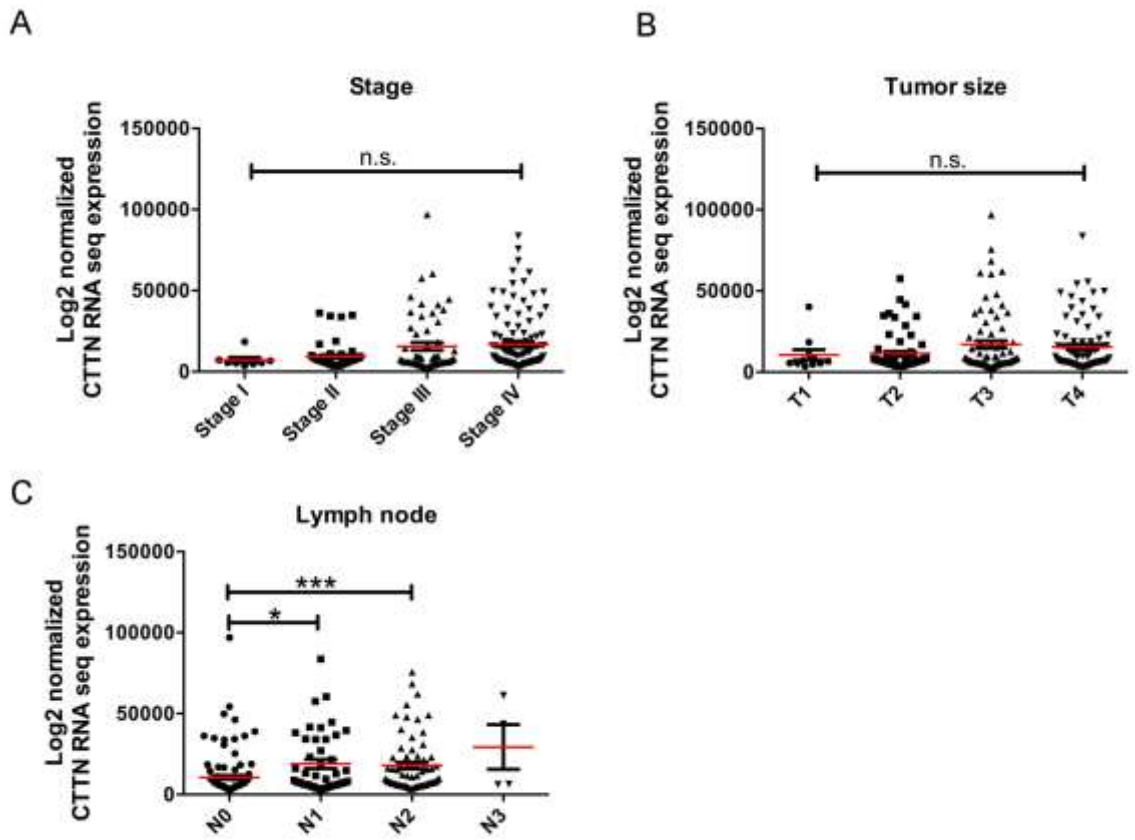 A
Stage
Log2 normalized
CTTN RNA seq expression
150000
100000
50000
0
n.s.
Stage I
Stage II
Stage III
Stage IV
B
Tumor size
Log2 normalized
CTTN RNA seq expression
150000
100000
50000
0
n.s.
T1
T2
T3
T4
C
Lymph node
Log2 normalized
CTTN RNA seq expression
150000
100000
50000
0
***
*
N0
N1
N2
N3